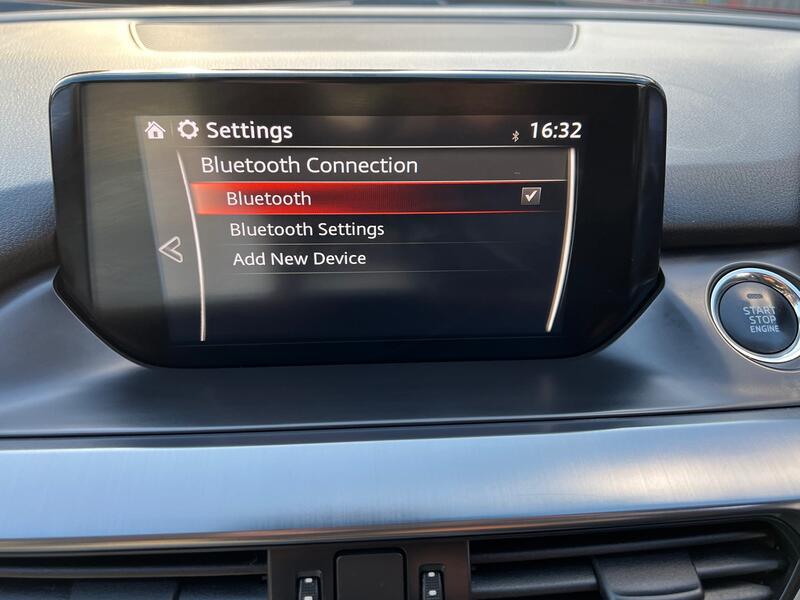 Settings 16:32
Bluetooth Connection
Bluetooth
Bluetooth Settings
Add New Device
START
STOP
ENGINE